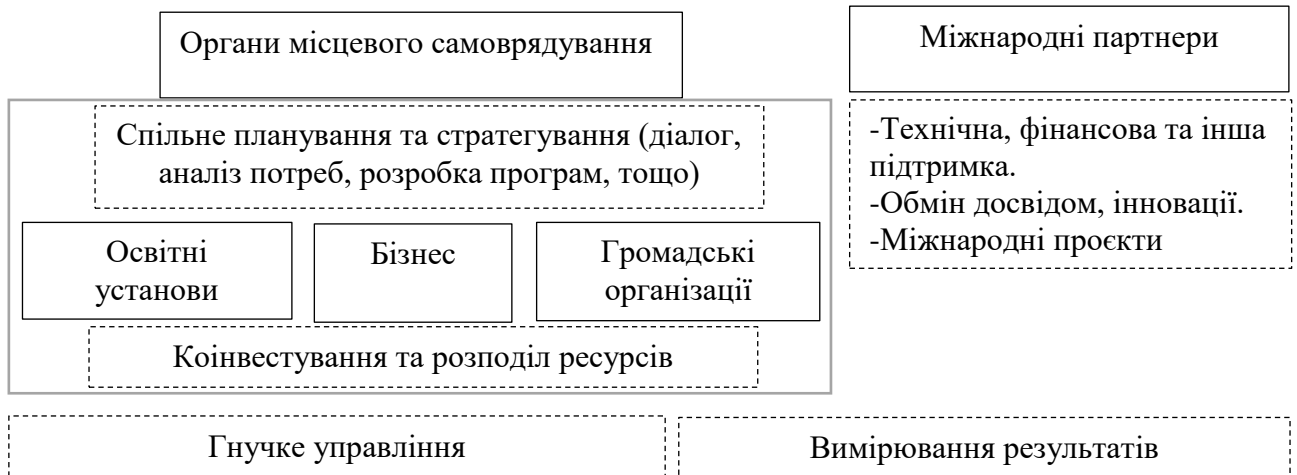 Органи місцевого самоврядування
Міжнародні партнери
Спільне планування та стратегування (діалог,
аналіз потреб, розробка програм, тощо)
-Технічна, фінансова та інша
підтримка.
-Обмін досвідом, інновації.
-Міжнародні проєкти
Освітні
установи
Бізнес
Громадські
організації
Коінвестування та розподіл ресурсів
Гнучке управління
Вимірювання результатів